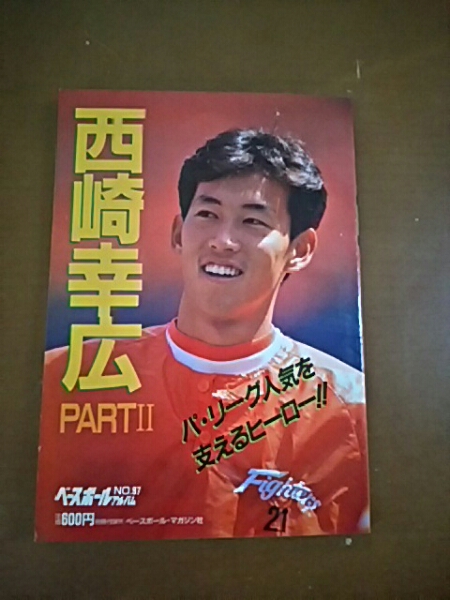 西崎幸広
PARTII
パ・リーグ人気を
支えるヒーロー!!
Fighters
21
ベースボールアルバム NO.97
600円 ベースボール・マガジン社